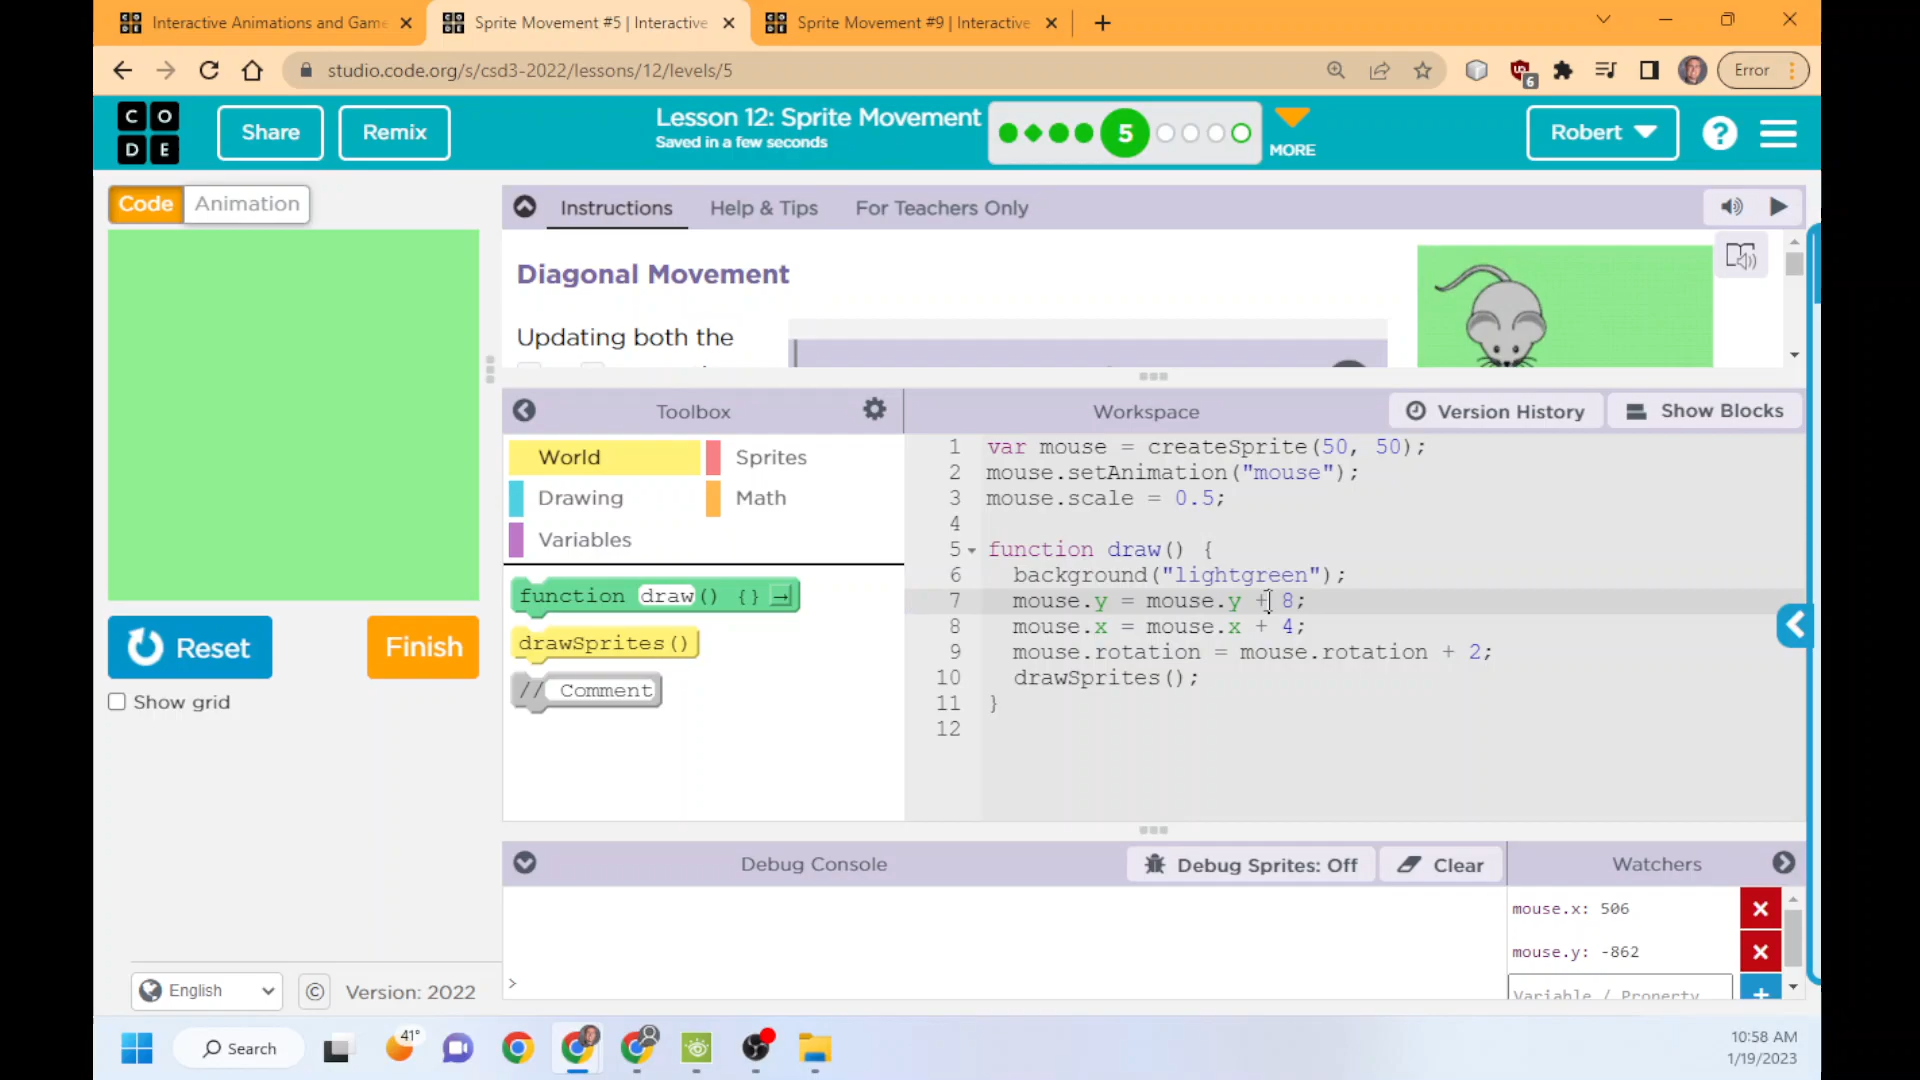 Interactive Animations and Game
Sprite Movement #5 | Interactive
Sprite Movement #9 | Interactive
studio.code.org/s/csd3-2022/lessons/12/levels/5
6
Error
C O
D E
Share
Remix
Lesson 12: Sprite Movement
Saved in a few seconds
5
MORE
Robert
?
Code
Animation
Instructions
Help & Tips
For Teachers Only
Diagonal Movement
Updating both the
Toolbox
Workspace
Version History
Show Blocks
World
Sprites
Drawing
Math
Variables
function draw() {}
drawSprites()
// Comment
1 var mouse = createSprite(50, 50);
2 mouse.setAnimation("mouse");
3 mouse.scale = 0.5;
4
5 function draw() {
6 background("lightgreen");
7 mouse.y = mouse.y + 8;
8 mouse.x = mouse.x + 4;
9 mouse.rotation = mouse.rotation + 2;
10 drawSprites();
11 }
12
Reset
Finish
Show grid
Debug Console
Debug Sprites: Off
Clear
Watchers
mouse.x: 506
mouse.y: -862
Variable / Property
>
English
©
Version: 2022
Search
41°
10:58 AM
1/19/2023